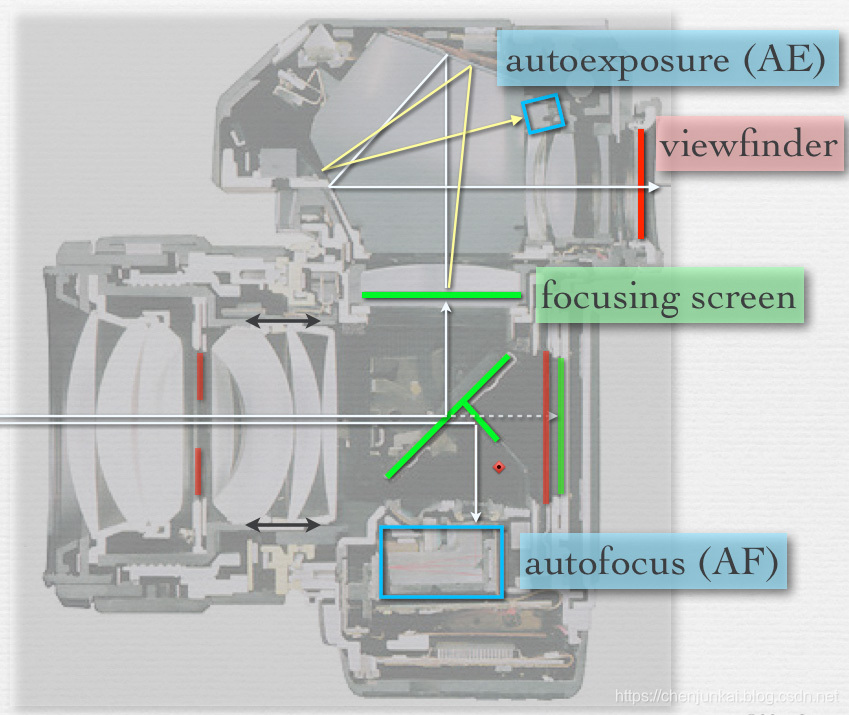 autoexposure (AE)
viewfinder
focusing screen
autofocus (AF)
https://chenjunkai.blog.csdn.net